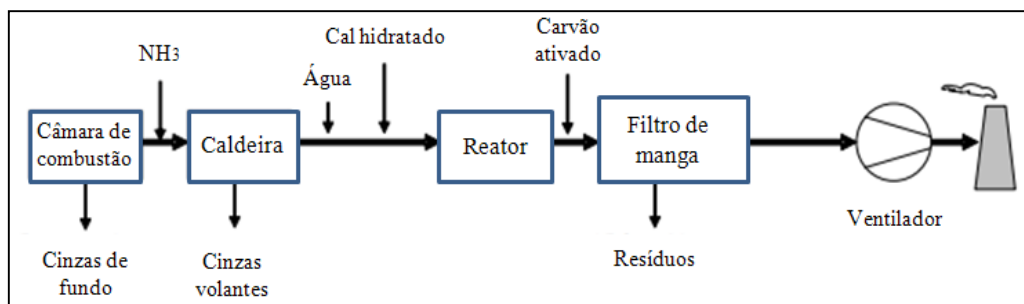 Cal hidratado
Carvão
ativado
NH3
Água
Câmara de
combustão
Caldeira
Reator
Filtro de
manga
Ventilador
Cinzas de
fundo
Cinzas
volantes
Resíduos